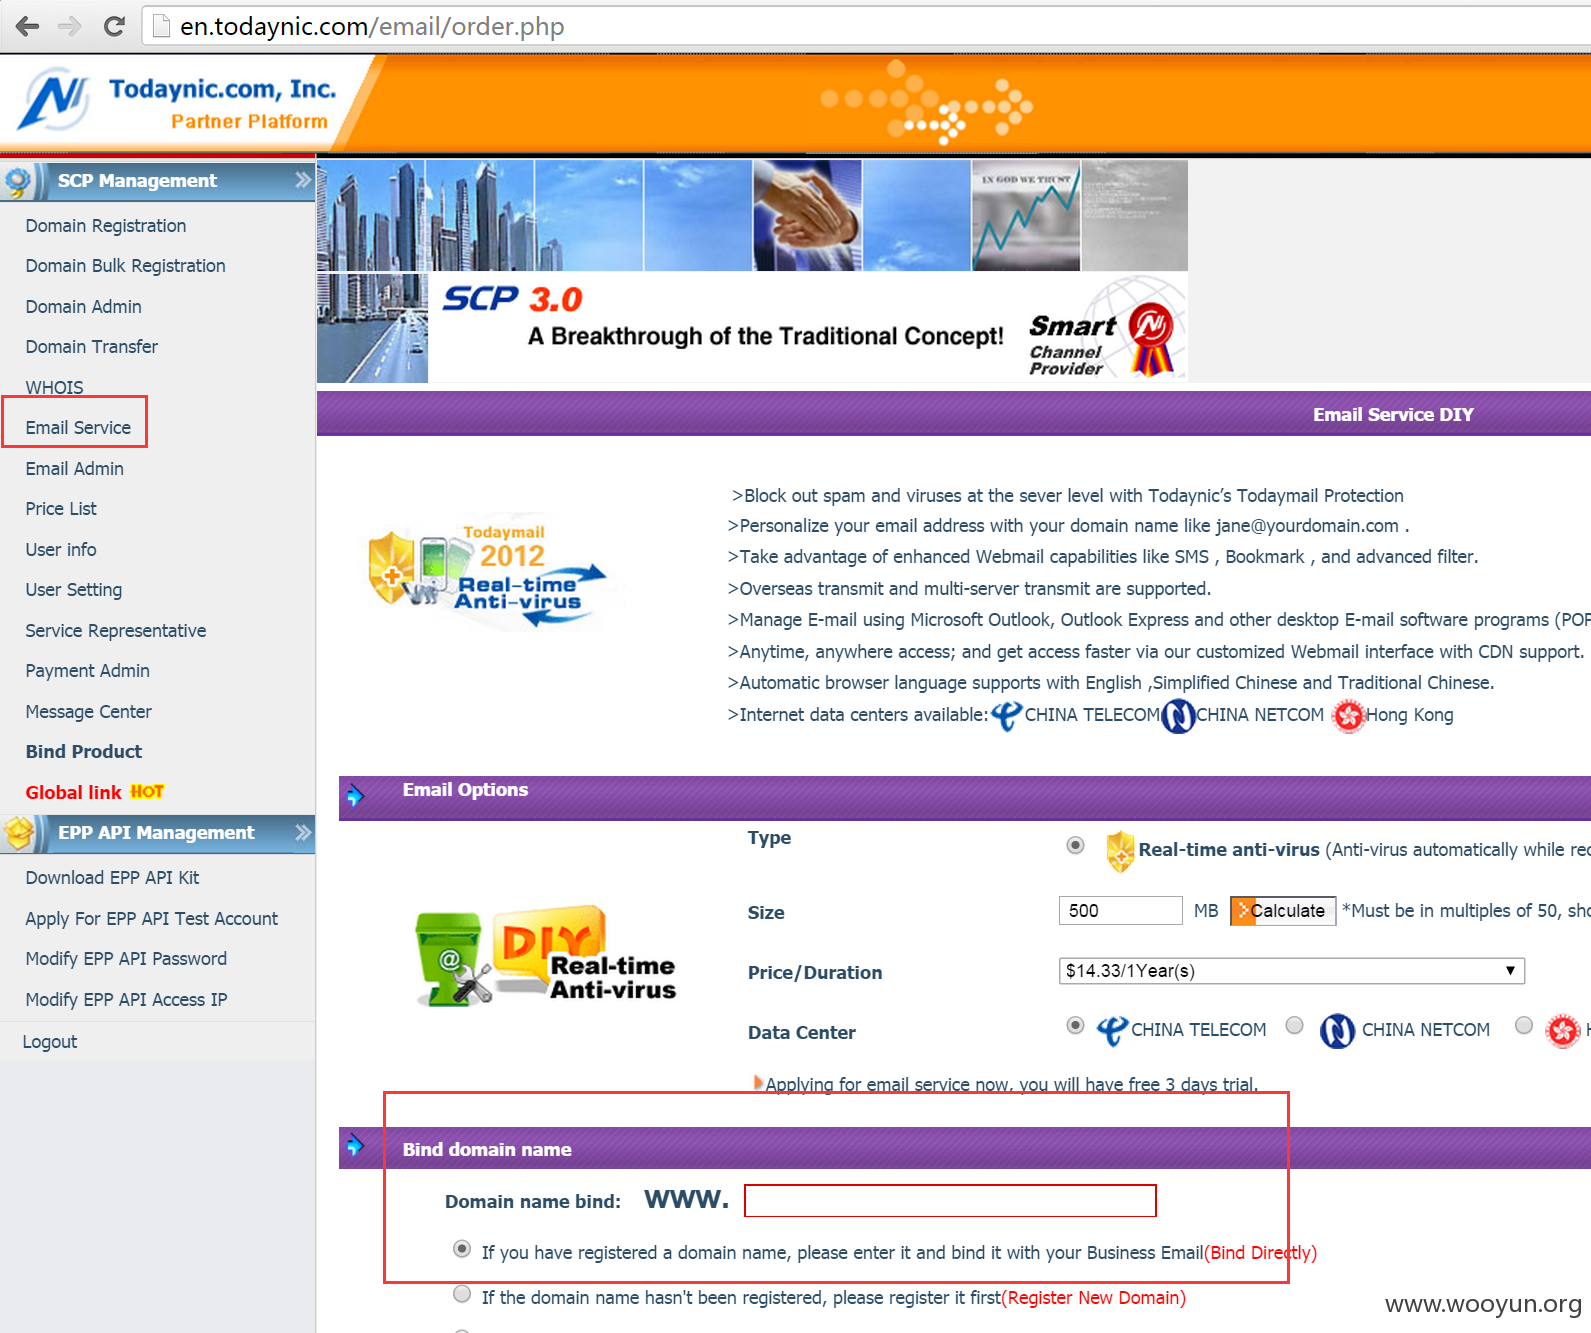 en.todaynic.com/email/order.php
Todaynic.com, Inc.
Partner Platform
SCP Management
Domain Registration
Domain Bulk Registration
Domain Admin
Domain Transfer
WHOIS
Email Service
Email Admin
Price List
User info
User Setting
Service Representative
Payment Admin
Message Center
Bind Product
Global link HOT
EPP API Management
Download EPP API Kit
Apply For EPP API Test Account
Modify EPP API Password
Modify EPP API Access IP
Logout
IN GOD WE TRUST
SCP 3.0
A Breakthrough of the Traditional Concept!
Smart
Channel
Provider
Email Service DIY
Todaymail
2012
Real-time
Anti-virus
>Block out spam and viruses at the sever level with Todaynic’s Todaymail Protection
>Personalize your email address with your domain name like jane@yourdomain.com .
>Take advantage of enhanced Webmail capabilities like SMS , Bookmark , and advanced filter.
>Overseas transmit and multi-server transmit are supported.
>Manage E-mail using Microsoft Outlook, Outlook Express and other desktop E-mail software programs (POP
>Anytime, anywhere access; and get access faster via our customized Webmail interface with CDN support.
>Automatic browser language supports with English ,Simplified Chinese and Traditional Chinese.
>Internet data centers available: CHINA TELECOM CHINA NETCOM Hong Kong
Email Options
DIY
Real-time
Anti-virus
Type
Real-time anti-virus (Anti-virus automatically while rec
Size
500 MB Calculate *Must be in multiples of 50, sho
Price/Duration
$14.33/1Year(s)
Data Center
CHINA TELECOM CHINA NETCOM H
Applying for email service now, you will have free 3 days trial.
Bind domain name
Domain name bind: www.
If you have registered a domain name, please enter it and bind it with your Business Email(Bind Directly)
If the domain name hasn't been registered, please register it first(Register New Domain)
www.wooyun.org